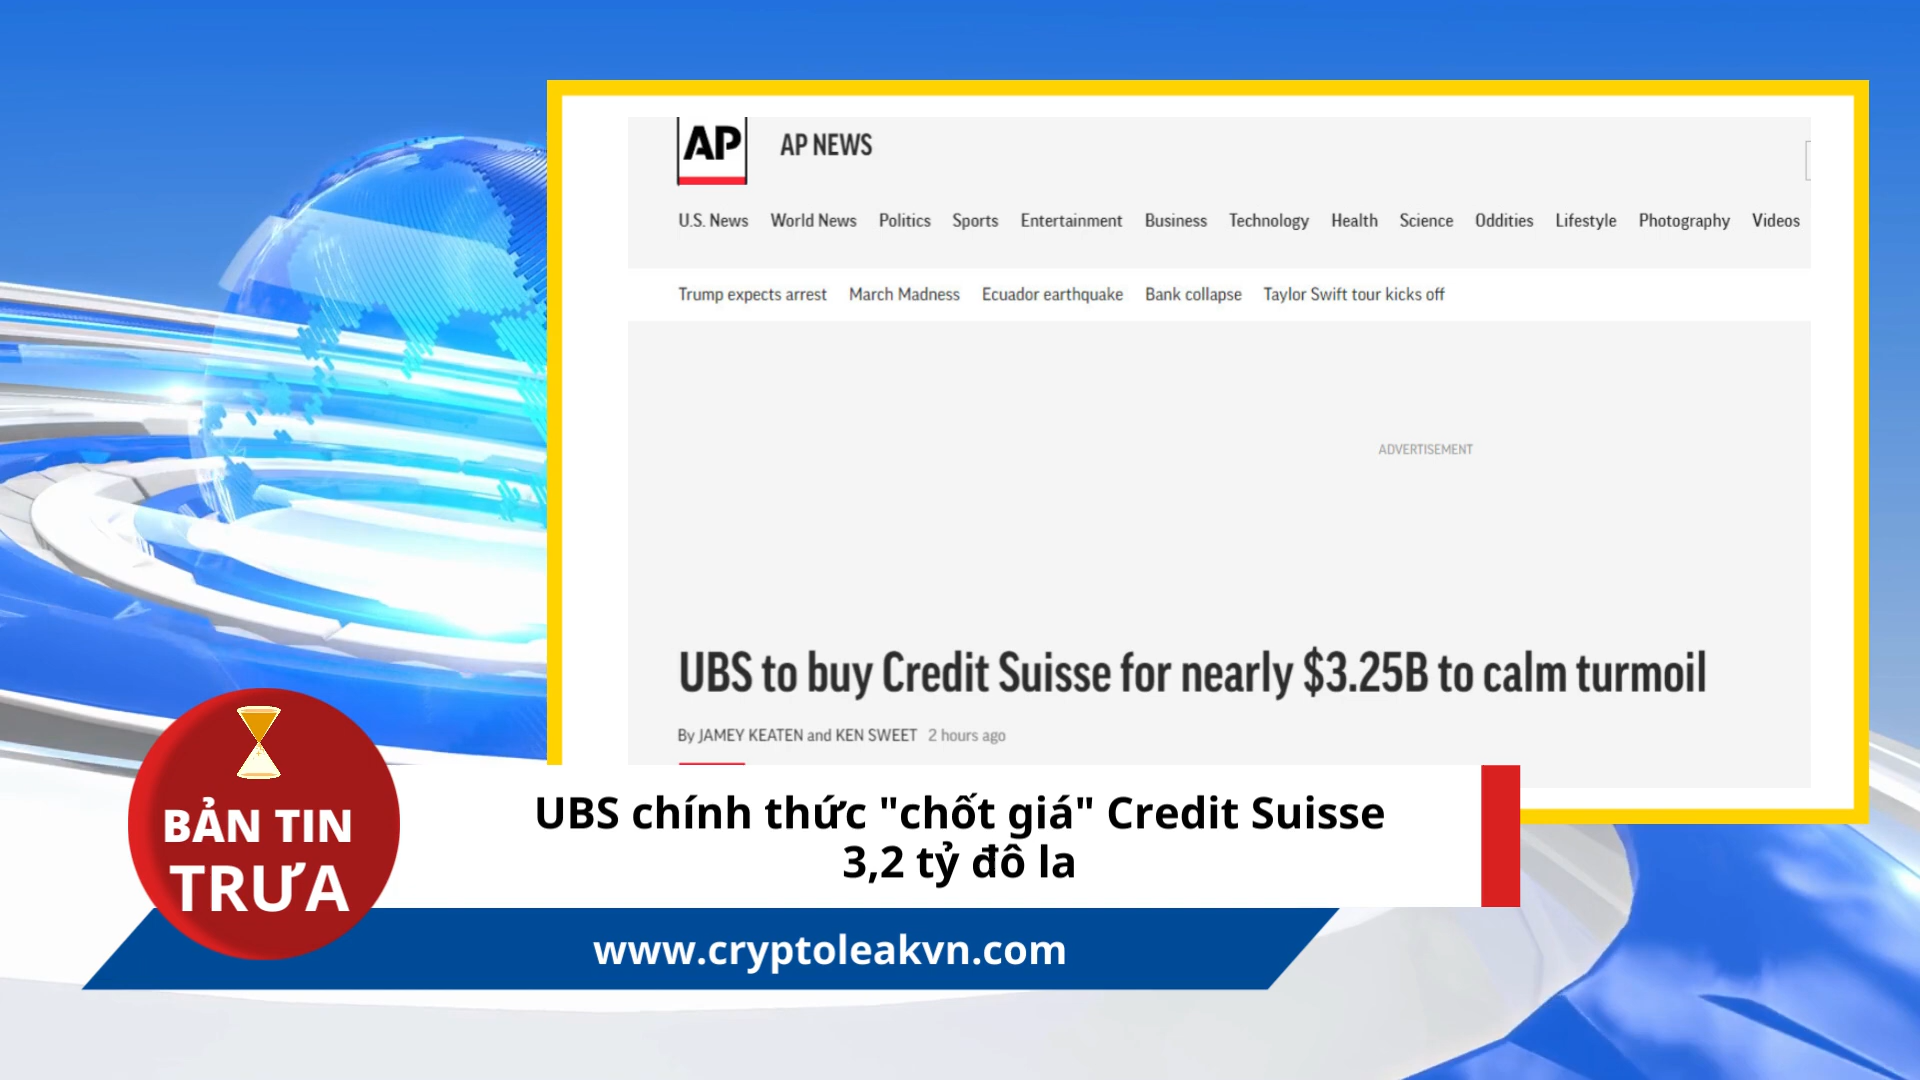 AP
AP NEWS
U.S. News World News Politics Sports Entertainment Business Technology Health Science Oddities Lifestyle Photography Videos
Trump expects arrest March Madness Ecuador earthquake Bank collapse Taylor Swift tour kicks off
ADVERTISEMENT
UBS to buy Credit Suisse for nearly $3.25B to calm turmoil
By JAMEY KEATEN and KEN SWEET 2 hours ago
BẢN TIN
TRƯA
UBS chính thức "chốt giá" Credit Suisse
3,2 tỷ đô la
www.cryptoleakvn.com